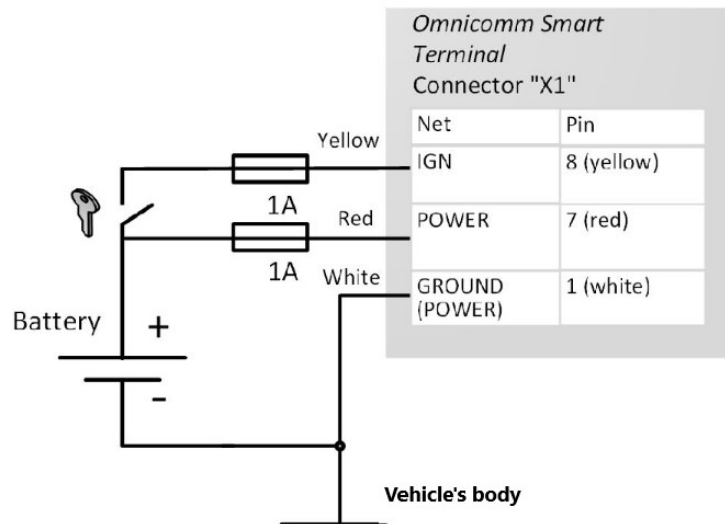 Omnicomm Smart
Terminal
Connector "X1"
Net Pin
Yellow
IGN 8 (yellow)
1A
Red
POWER 7 (red)
1A
White
GROUND 1 (white)
(POWER)
Battery
+
-
Vehicle's body